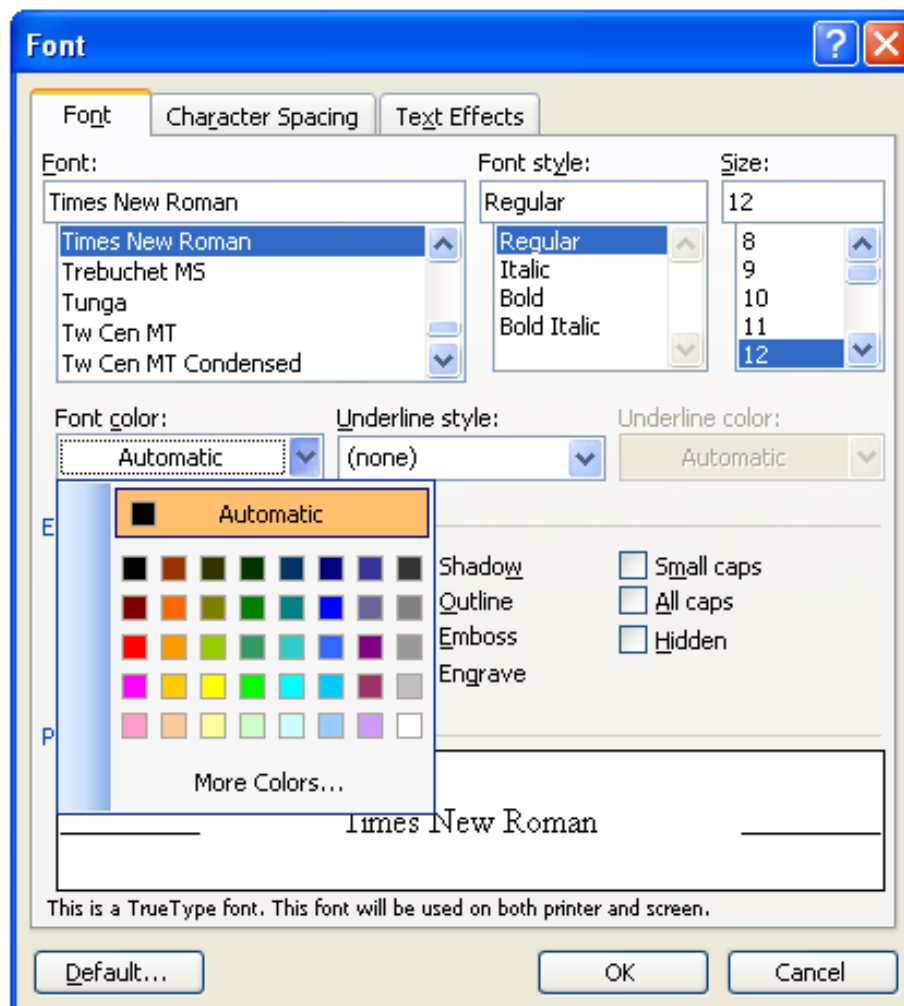 Font
Font Character Spacing Text Effects
Font: Font style: Size:
Times New Roman Regular 12
Times New Roman Regular 8
Trebuchet MS Italic 9
Tunga Bold 10
Tw Cen MT Bold Italic 11
Tw Cen MT Condensed 12
Font color: Underline style: Underline color:
Automatic (none) Automatic
Automatic
E
Shadow Small caps
Outline All caps
Emboss Hidden
Engrave
P
More Colors...
Times New Roman
This is a TrueType font. This font will be used on both printer and screen.
Default... OK Cancel